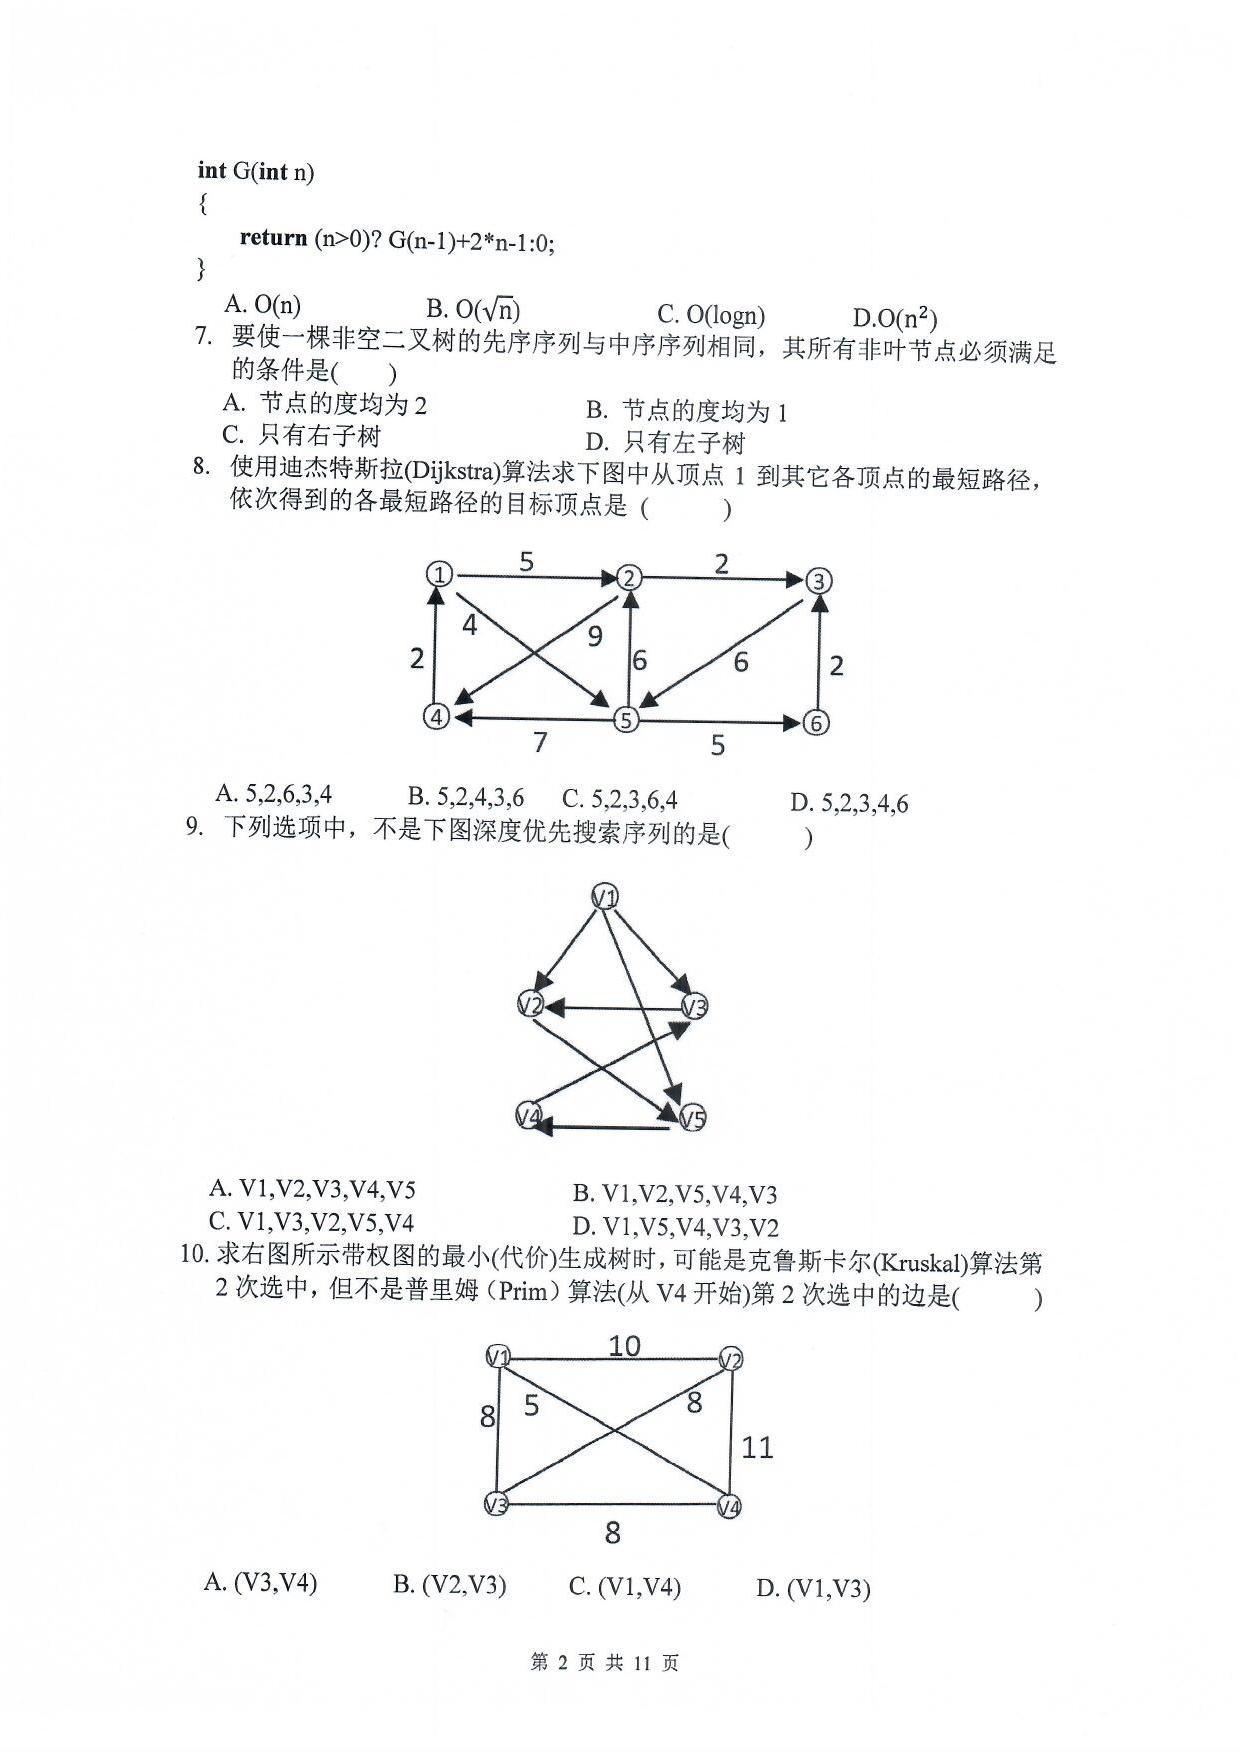 int G(int n)
{
return (n>0)? G(n-1)+2*n-1:0;
}
A. O(n) B. O(√n) C. O(logn) D.O(n²)
7. 要使一棵非空二叉树的先序序列与中序序列相同，其所有非叶节点必须满足
的条件是( )
A. 节点的度均为 2 B. 节点的度均为 1
C. 只有右子树 D. 只有左子树
8. 使用迪杰特斯拉(Dijkstra)算法求下图中从顶点 1 到其它各顶点的最短路径，
依次得到的各最短路径的目标顶点是 ( )
5 2
① ② ③
4 9
2 6 6 2
④ ⑤ ⑥
7 5
A. 5,2,6,3,4 B. 5,2,4,3,6 C. 5,2,3,6,4 D. 5,2,3,4,6
9. 下列选项中，不是下图深度优先搜索序列的是( )
V1
V2 V3
V4 V5
A. V1,V2,V3,V4,V5 B. V1,V2,V5,V4,V3
C. V1,V3,V2,V5,V4 D. V1,V5,V4,V3,V2
10. 求右图所示带权图的最小(代价)生成树时，可能是克鲁斯卡尔(Kruskal)算法第
2 次选中，但不是普里姆（Prim）算法(从 V4 开始)第 2 次选中的边是( )
10
V1 V2
8 5 8
11
V3 V4
8
A. (V3,V4) B. (V2,V3) C. (V1,V4) D. (V1,V3)
第 2 页 共 11 页